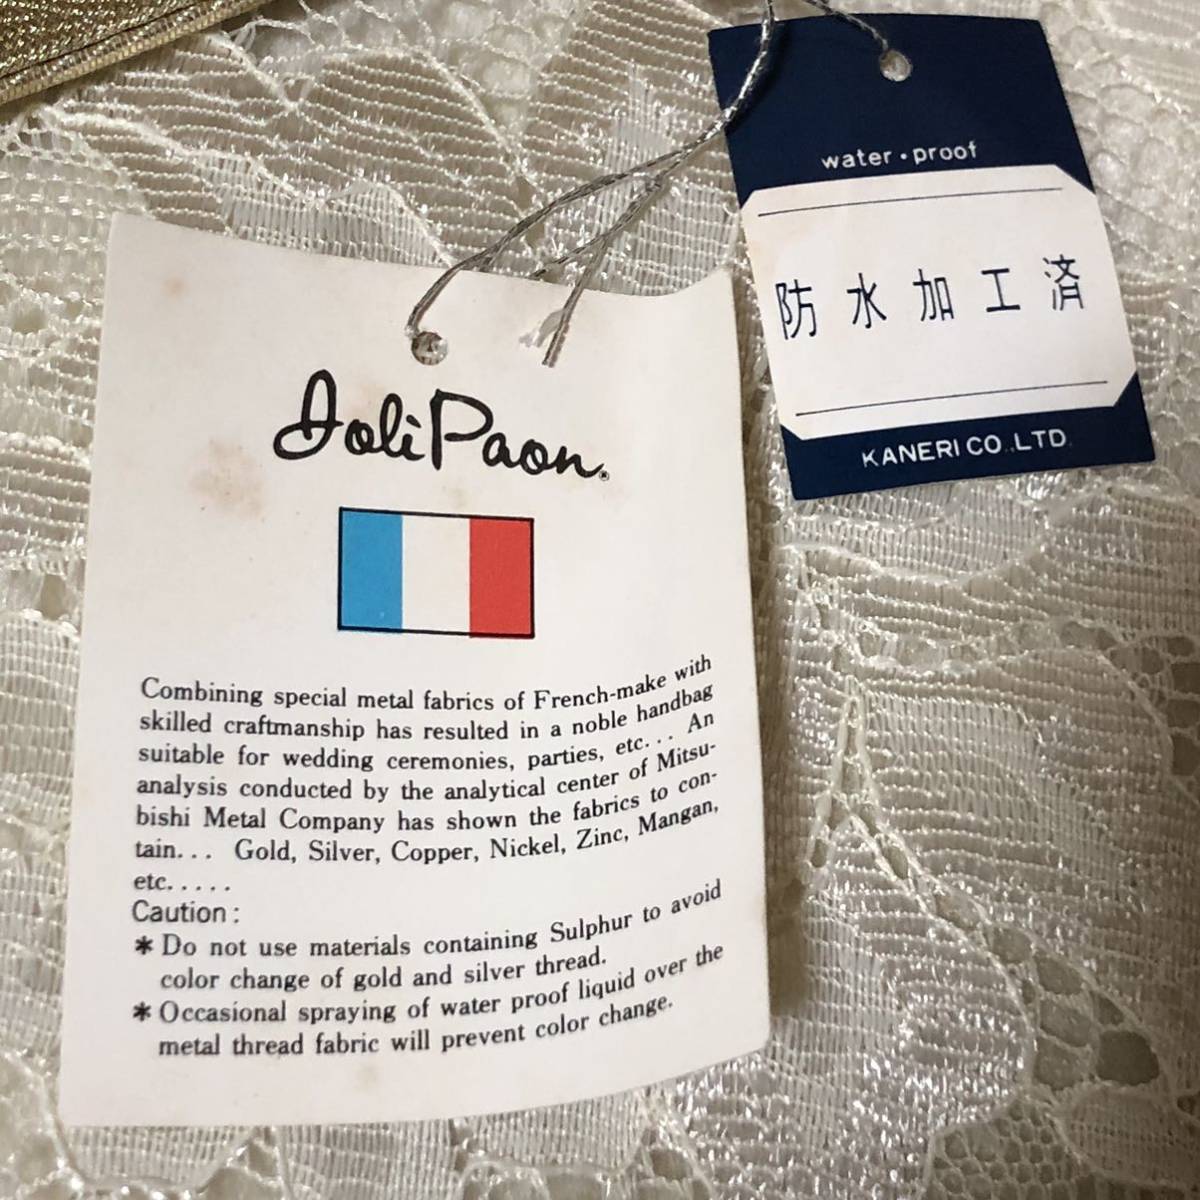 water・proof
防水加工済
KANERI CO.,LTD.
Joli Paon®
Combining special metal fabrics of French-make with
skilled craftmanship has resulted in a noble handbag
suitable for wedding ceremonies, parties, etc... An
analysis conducted by the analytical center of Mitsu-
bishi Metal Company has shown the fabrics to con-
tain... Gold, Silver, Copper, Nickel, Zinc, Mangan,
etc.....
Caution:
* Do not use materials containing Sulphur to avoid
color change of gold and silver thread.
* Occasional spraying of water proof liquid over the
metal thread fabric will prevent color change.